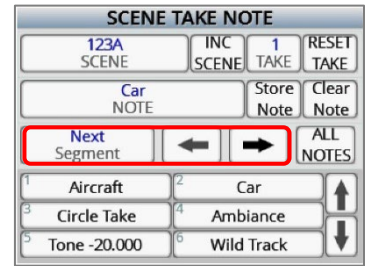 SCENE TAKE NOTE
123A INC 1 RESET
SCENE SCENE TAKE TAKE
Car Store Clear
NOTE Note Note
Next ALL
Segment NOTES
1 Aircraft 2 Car
3 Circle Take 4 Ambiance
5 Tone -20.000 6 Wild Track